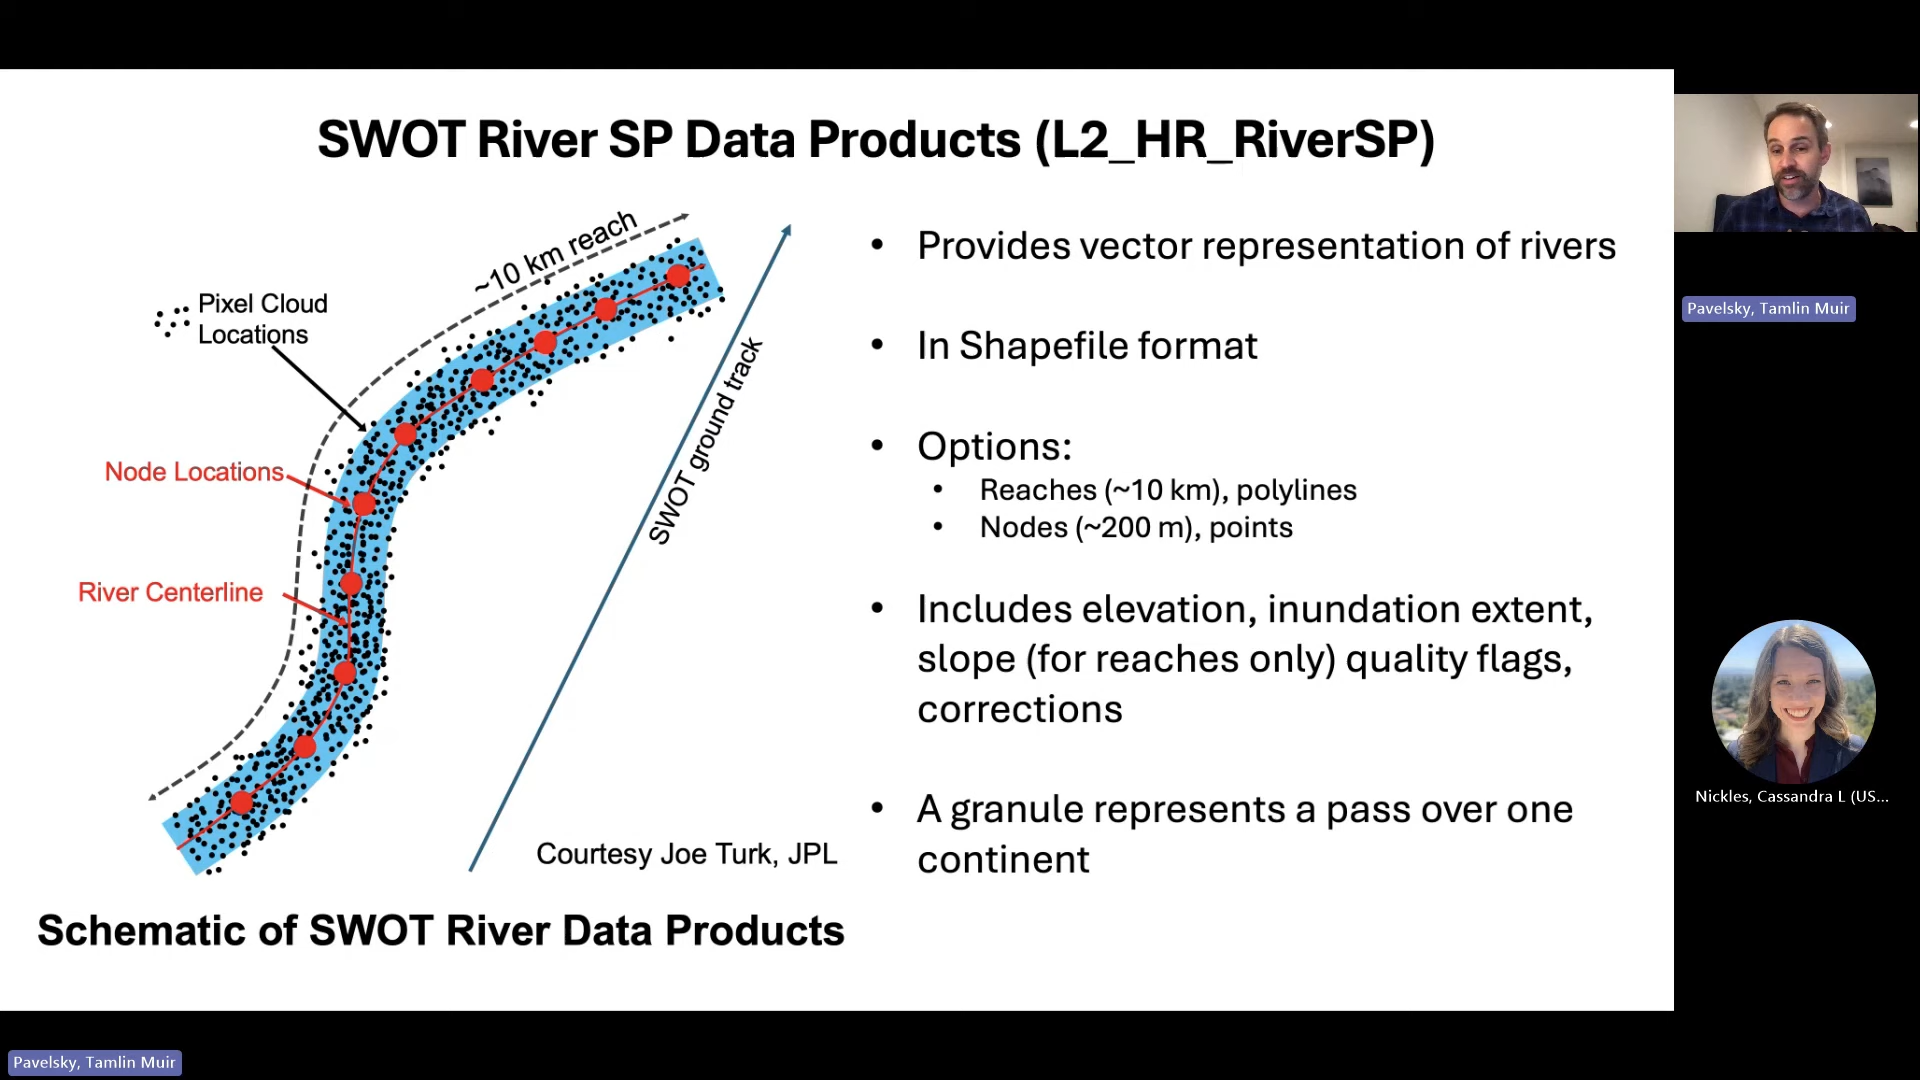 SWOT River SP Data Products (L2_HR_RiverSP)
~10 km reach
Pixel Cloud
Locations
Node Locations
River Centerline
SWOT ground track
Courtesy Joe Turk, JPL
Schematic of SWOT River Data Products
• Provides vector representation of rivers
• In Shapefile format
• Options:
• Reaches (~10 km), polylines
• Nodes (~200 m), points
• Includes elevation, inundation extent,
slope (for reaches only) quality flags,
corrections
• A granule represents a pass over one
continent
Pavelsky, Tamlin Muir
Nickles, Cassandra L (US...
Pavelsky, Tamlin Muir